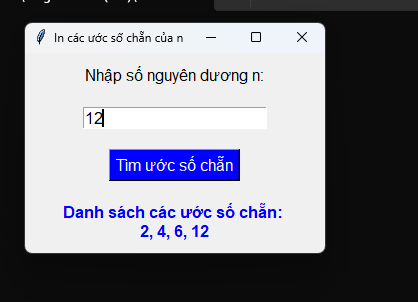 In các ước số chẵn của n
Nhập số nguyên dương n:
12
Tìm ước số chẵn
Danh sách các ước số chẵn:
2, 4, 6, 12